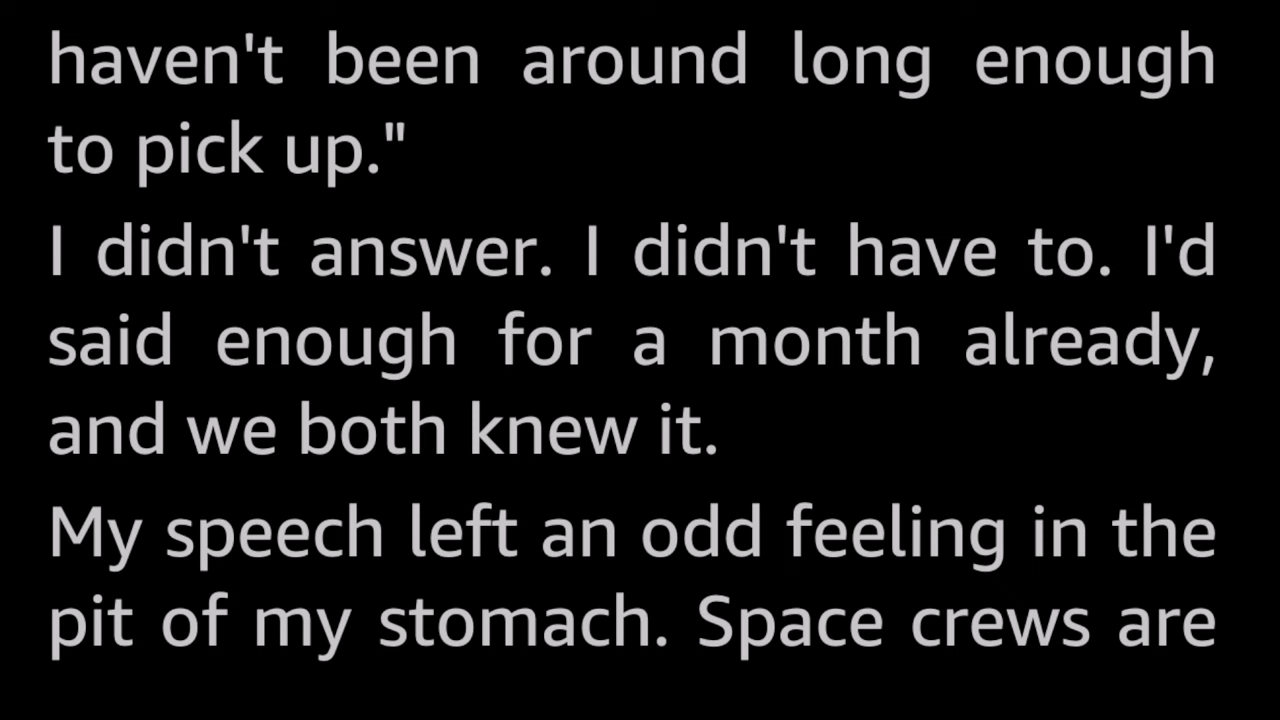 haven't been around long enough
to pick up."
I didn't answer. I didn't have to. I'd
said enough for a month already,
and we both knew it.
My speech left an odd feeling in the
pit of my stomach. Space crews are